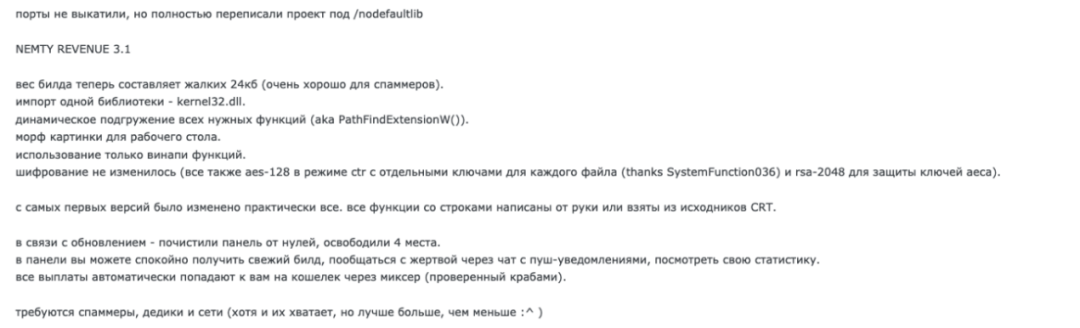 порты не выкатили, но полностью переписали проект под /nodefaultlib
NEMTY REVENUE 3.1
вес билда теперь составляет жалких 24кб (очень хорошо для спаммеров).
импорт одной библиотеки - kernel32.dll.
динамическое подгружение всех нужных функций (aka PathFindExtensionW()).
морф картинки для рабочего стола.
использование только винапи функций.
шифрование не изменилось (все также aes-128 в режиме ctr с отдельными ключами для каждого файла (thanks SystemFunction036) и rsa-2048 для защиты ключей аеса).
с самых первых версий было изменено практически все. все функции со строками написаны от руки или взяты из исходников CRT.
в связи с обновлением - почистили панель от нулей, освободили 4 места.
в панели вы можете спокойно получить свежий билд, пообщаться с жертвой через чат с пуш-уведомлениями, посмотреть свою статистику.
все выплаты автоматически попадают к вам на кошелек через миксер (проверенный крабами).
требуются спаммеры, дедики и сети (хотя и их хватает, но лучше больше, чем меньше :^ )